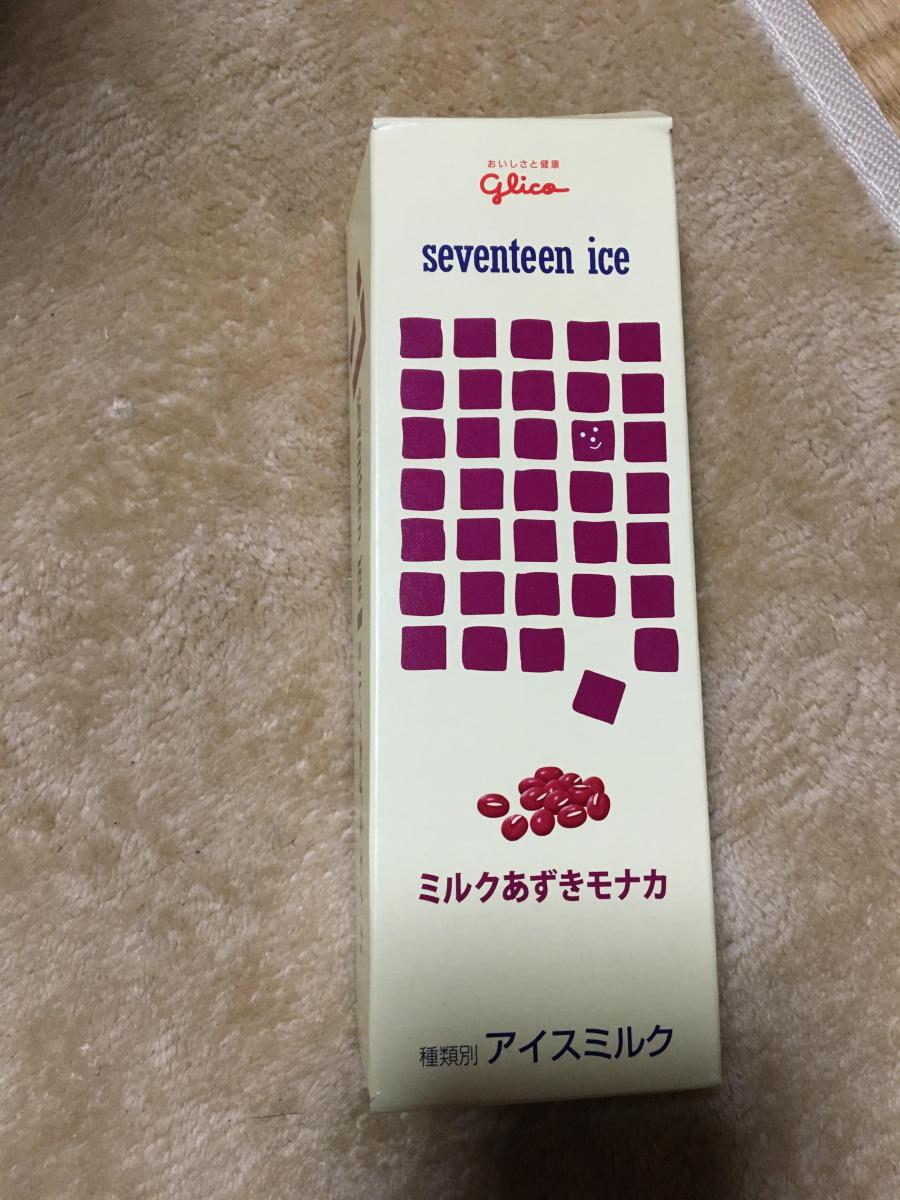 おいしさと健康
glico
seventeen ice
ミルクあずきモナカ
種類別 アイスミルク